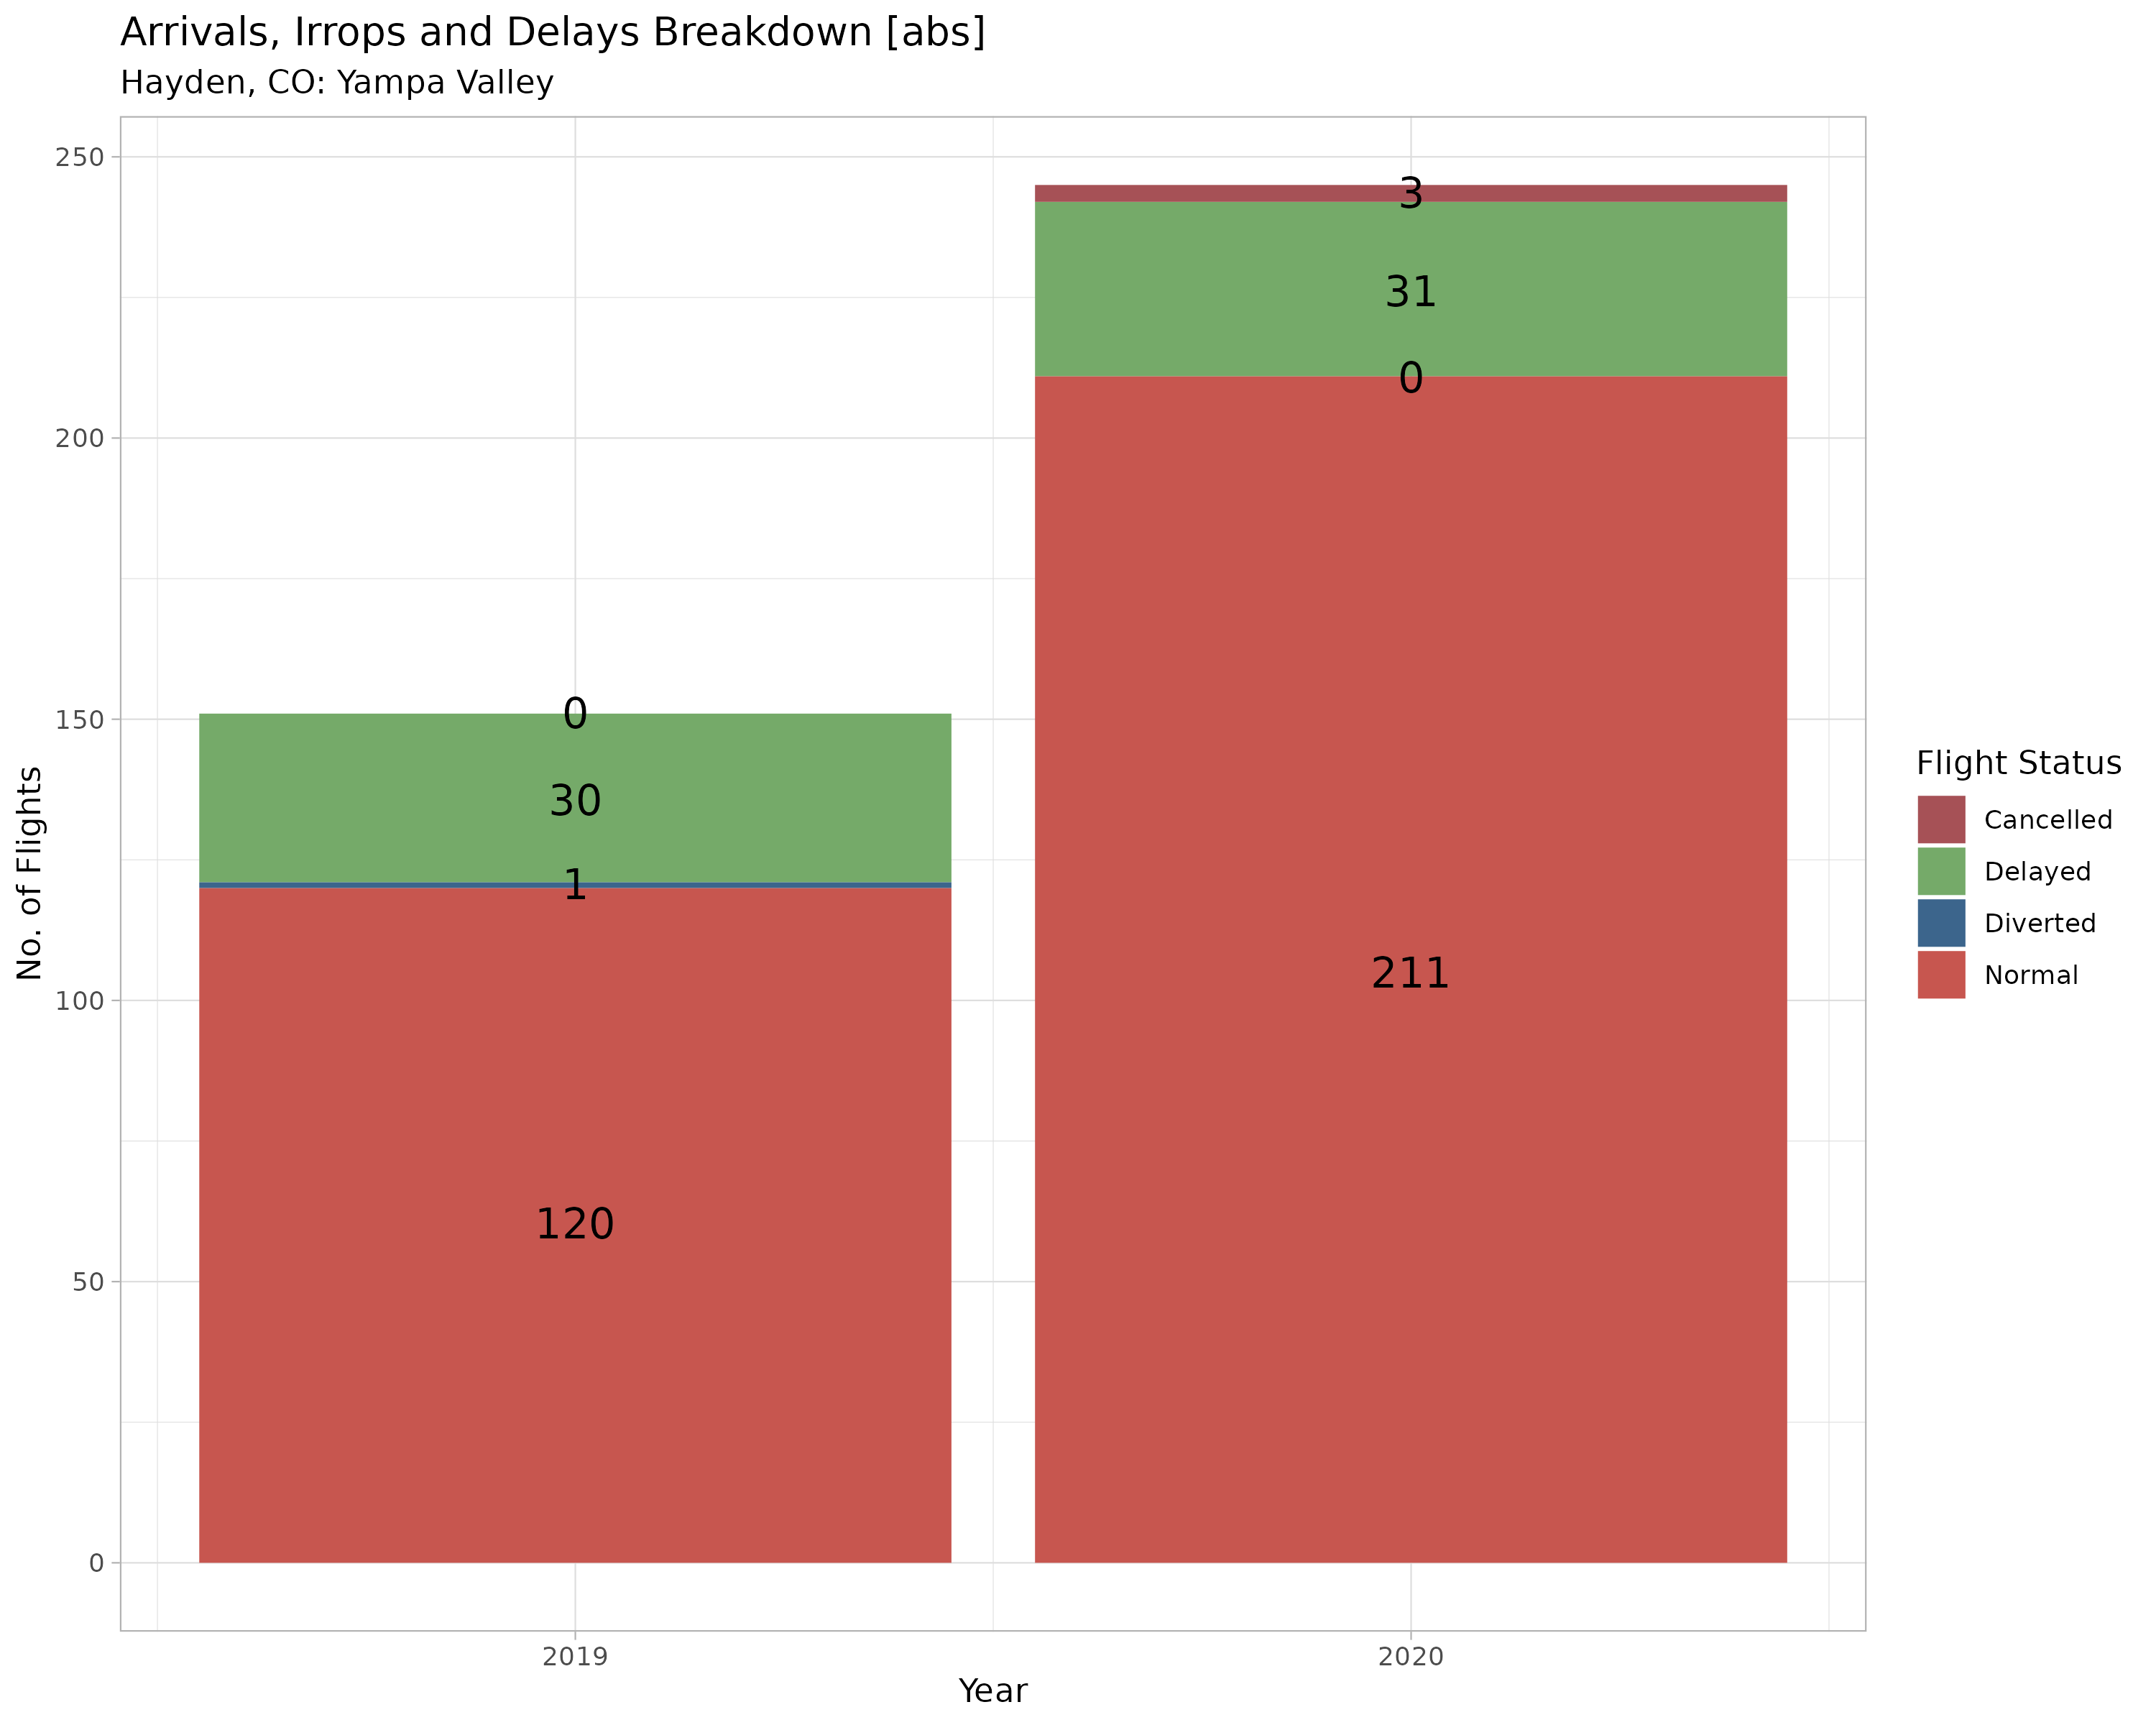 Arrivals, Irrops and Delays Breakdown [abs]
Hayden, CO: Yampa Valley
250
200
150
100
50
0
No. of Flights
3
31
0
211
0
30
1
120
2019
2020
Year
Flight Status
Cancelled
Delayed
Diverted
Normal